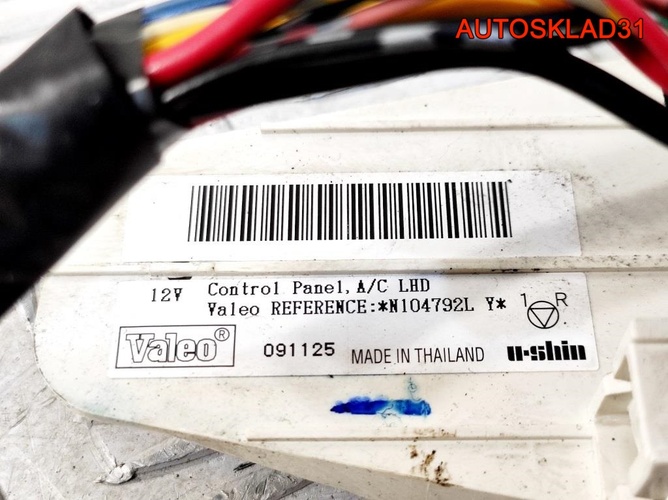 AUTOSKLAD31
12V Control Panel, A/C LHD
Valeo REFERENCE:*N104792L Y*
1 R
Valeo® 091125 MADE IN THAILAND u-shin